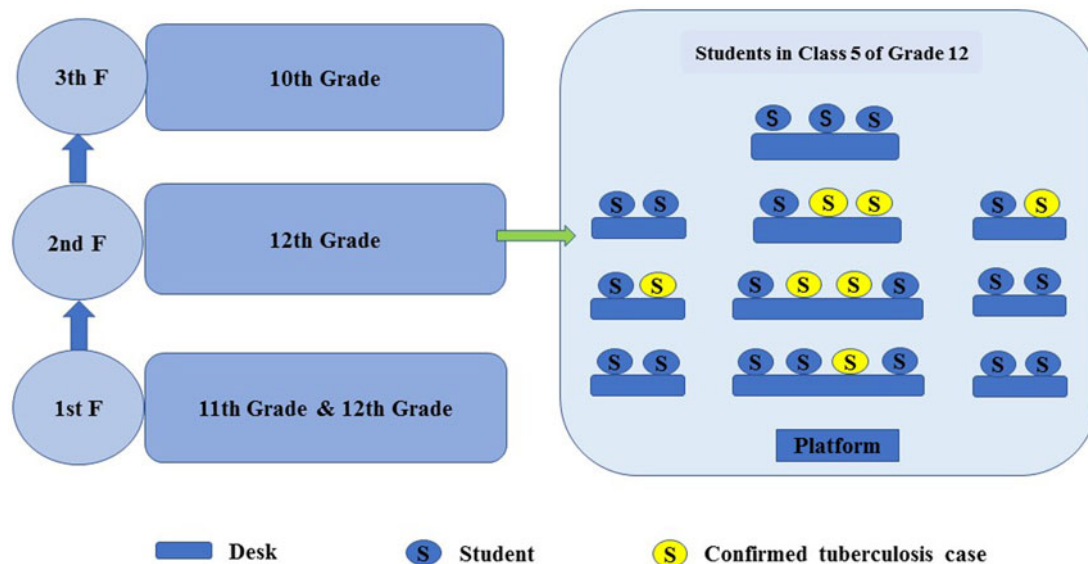 3th F
10th Grade
2nd F
12th Grade
1st F
11th Grade & 12th Grade
Students in Class 5 of Grade 12
S S S
S S S S S S S
S S S S S S S S
S S S S S S S S
Platform
Desk
S Student
S Confirmed tuberculosis case